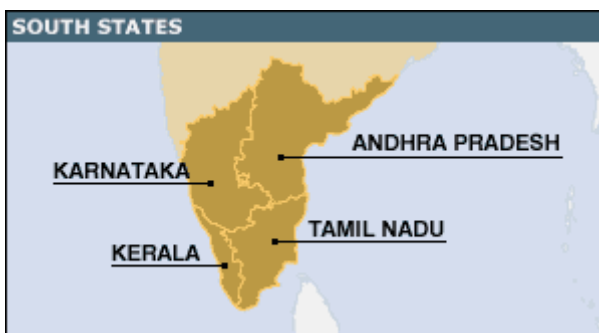 SOUTH STATES
ANDHRA PRADESH
KARNATAKA
TAMIL NADU
KERALA